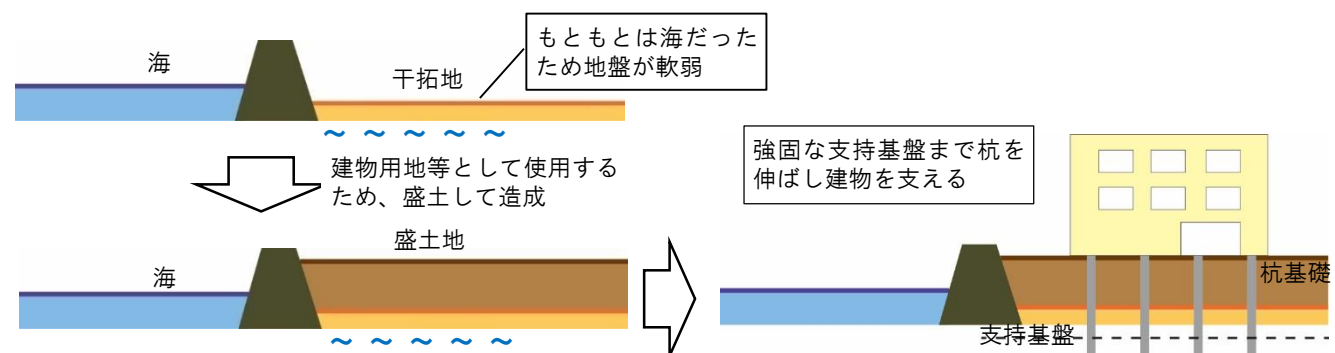 もともとは海だった
ため地盤が軟弱
海
干拓地
建物用地等として使用する
ため、盛土して造成
盛土地
海
強固な支持基盤まで杭を
伸ばし建物を支える
杭基礎
支持基盤